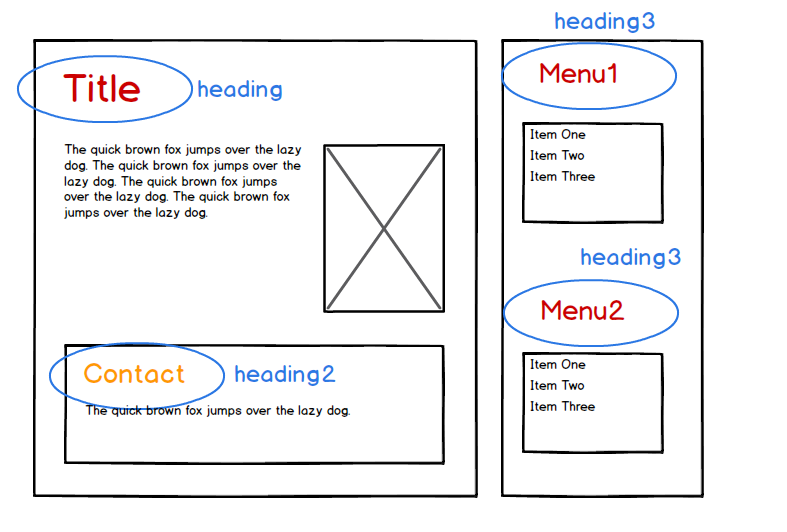 Title
heading
The quick brown fox jumps over the lazy
dog. The quick brown fox jumps over the
lazy dog. The quick brown fox jumps
over the lazy dog. The quick brown fox
jumps over the lazy dog.
Contact
heading2
The quick brown fox jumps over the lazy dog.
heading3
Menu1
Item One
Item Two
Item Three
heading3
Menu2
Item One
Item Two
Item Three